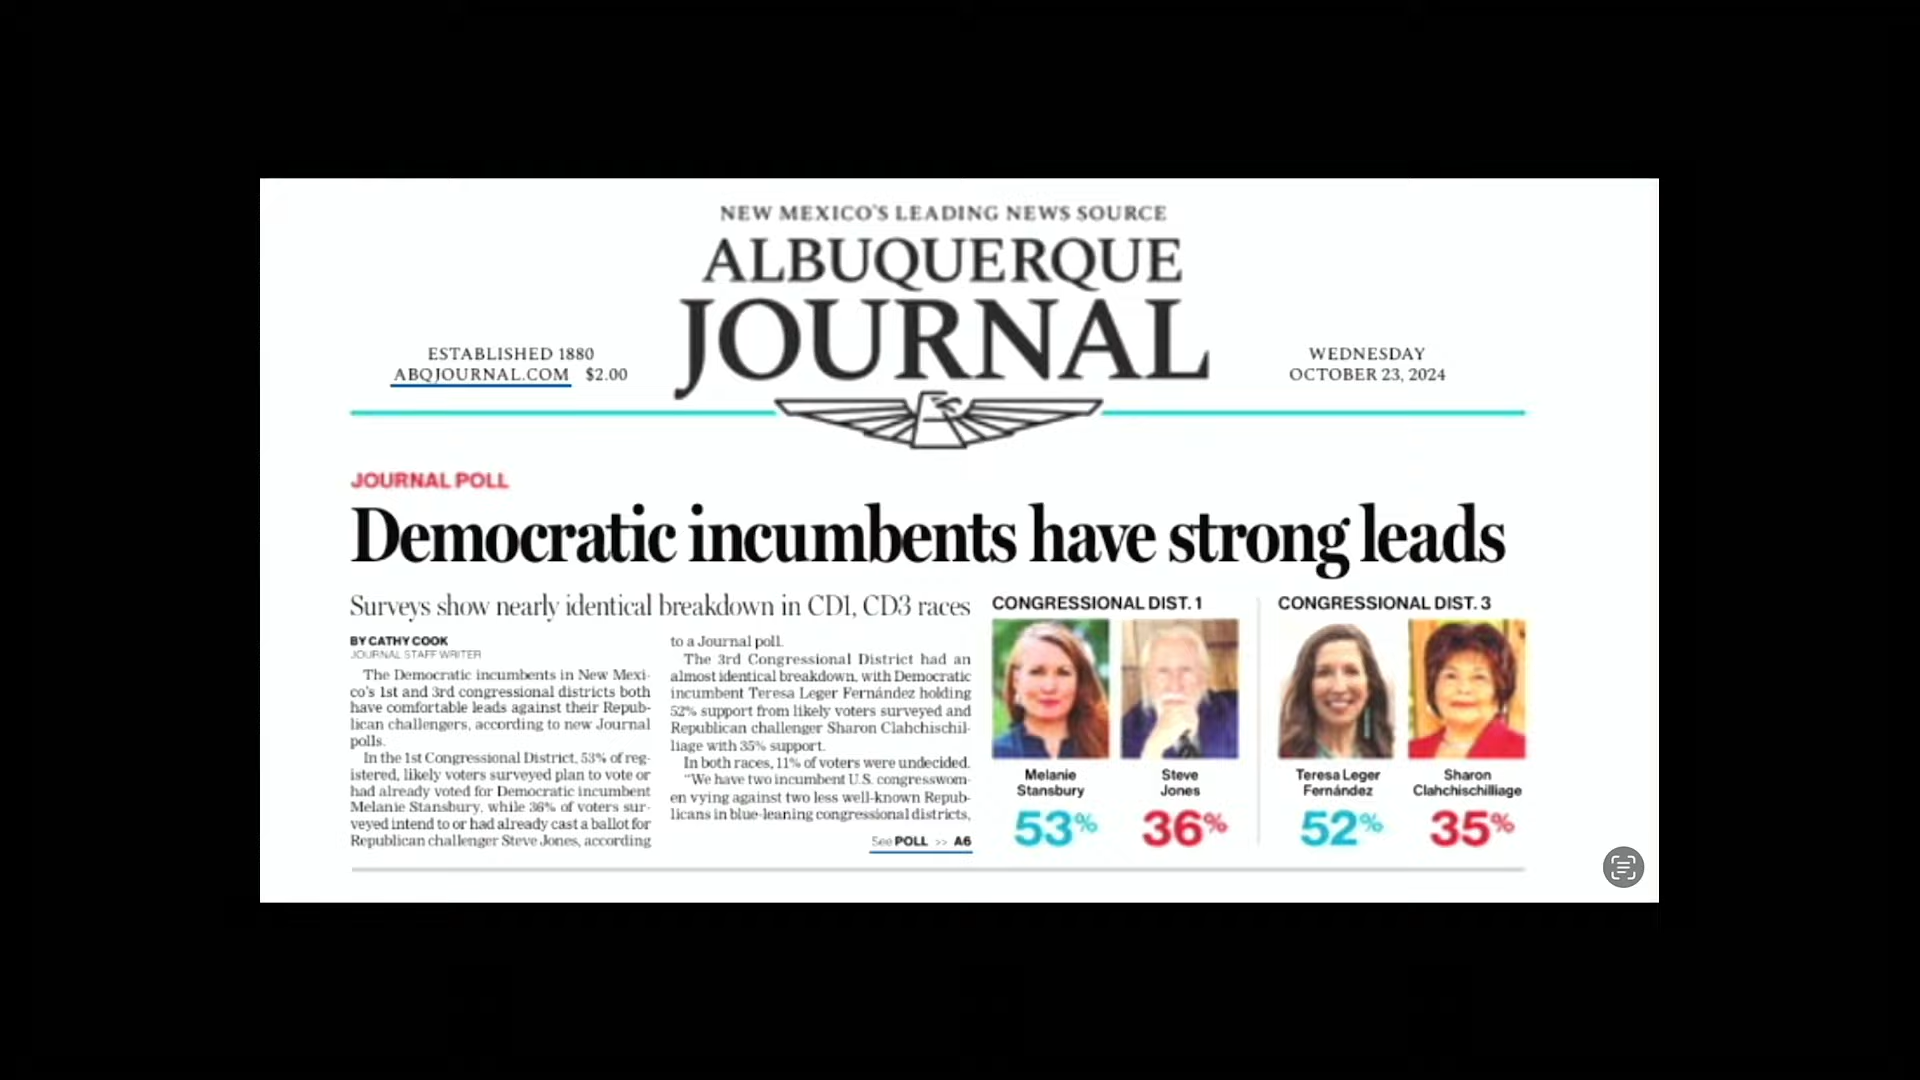 NEW MEXICO'S LEADING NEWS SOURCE
ALBUQUERQUE
JOURNAL
ESTABLISHED 1880
ABQJOURNAL.COM $2.00
WEDNESDAY
OCTOBER 23, 2024
JOURNAL POLL
Democratic incumbents have strong leads
Surveys show nearly identical breakdown in CD1, CD3 races
BY CATHY COOK
JOURNAL STAFF WRITER
The Democratic incumbents in New Mexi-
co's 1st and 3rd congressional districts both
have comfortable leads against their Repub-
lican challengers, according to new Journal
polls.
In the 1st Congressional District, 53% of reg-
istered, likely voters surveyed plan to vote or
had already voted for Democratic incumbent
Melanie Stansbury, while 36% of voters sur-
veyed intend to or had already cast a ballot for
Republican challenger Steve Jones, according
to a Journal poll.
The 3rd Congressional District had an
almost identical breakdown, with Democratic
incumbent Teresa Leger Fernández holding
52% support from likely voters surveyed and
Republican challenger Sharon Clahchischil-
liage with 35% support.
In both races, 11% of voters were undecided.
"We have two incumbent U.S. congresswom-
en vying against two less well-known Repub-
licans in blue-leaning congressional districts,
See POLL >> A6
CONGRESSIONAL DIST. 1
Melanie
Stansbury
53%
Steve
Jones
36%
CONGRESSIONAL DIST. 3
Teresa Leger
Fernández
52%
Sharon
Clahchischilliage
35%